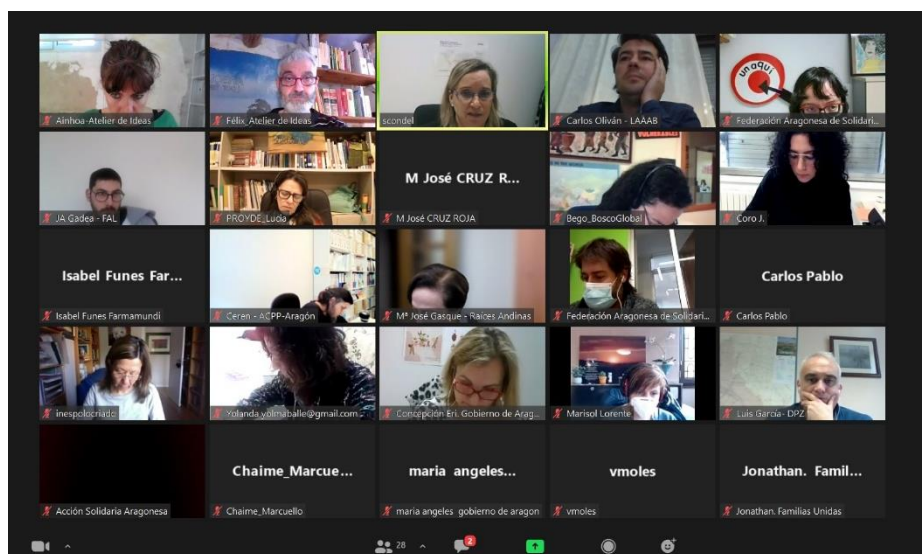 Ainhoa-Atelier de Ideas
Félix_Atelier de Ideas
scondel
Carlos Oliván - LAAAB
unaquí
Federación Aragonesa de Solidari...
JA Gadea - FAL
PROYDE_Lucía
M José CRUZ R...
M José CRUZ ROJA
Bego_BoscoGlobal
Coro J.
Isabel Funes Far...
Isabel Funes Farmamundi
Ceren - ACPP-Aragón
Mª José Gasque - Raíces Andinas
Federación Aragonesa de Solidari...
Carlos Pablo
Carlos Pablo
inespolocriado
Yolanda.yolmaballe@gmail.com...
Concepción Eri. Gobierno de Arag...
Marisol Lorente
Luis García- DPZ
Acción Solidaria Aragonesa
Chaime_Marcue...
Chaime_Marcuello
maria angeles...
maria angeles gobierno de aragon
vmoles
vmoles
Jonathan. Famil...
Jonathan. Familias Unidas
28
2